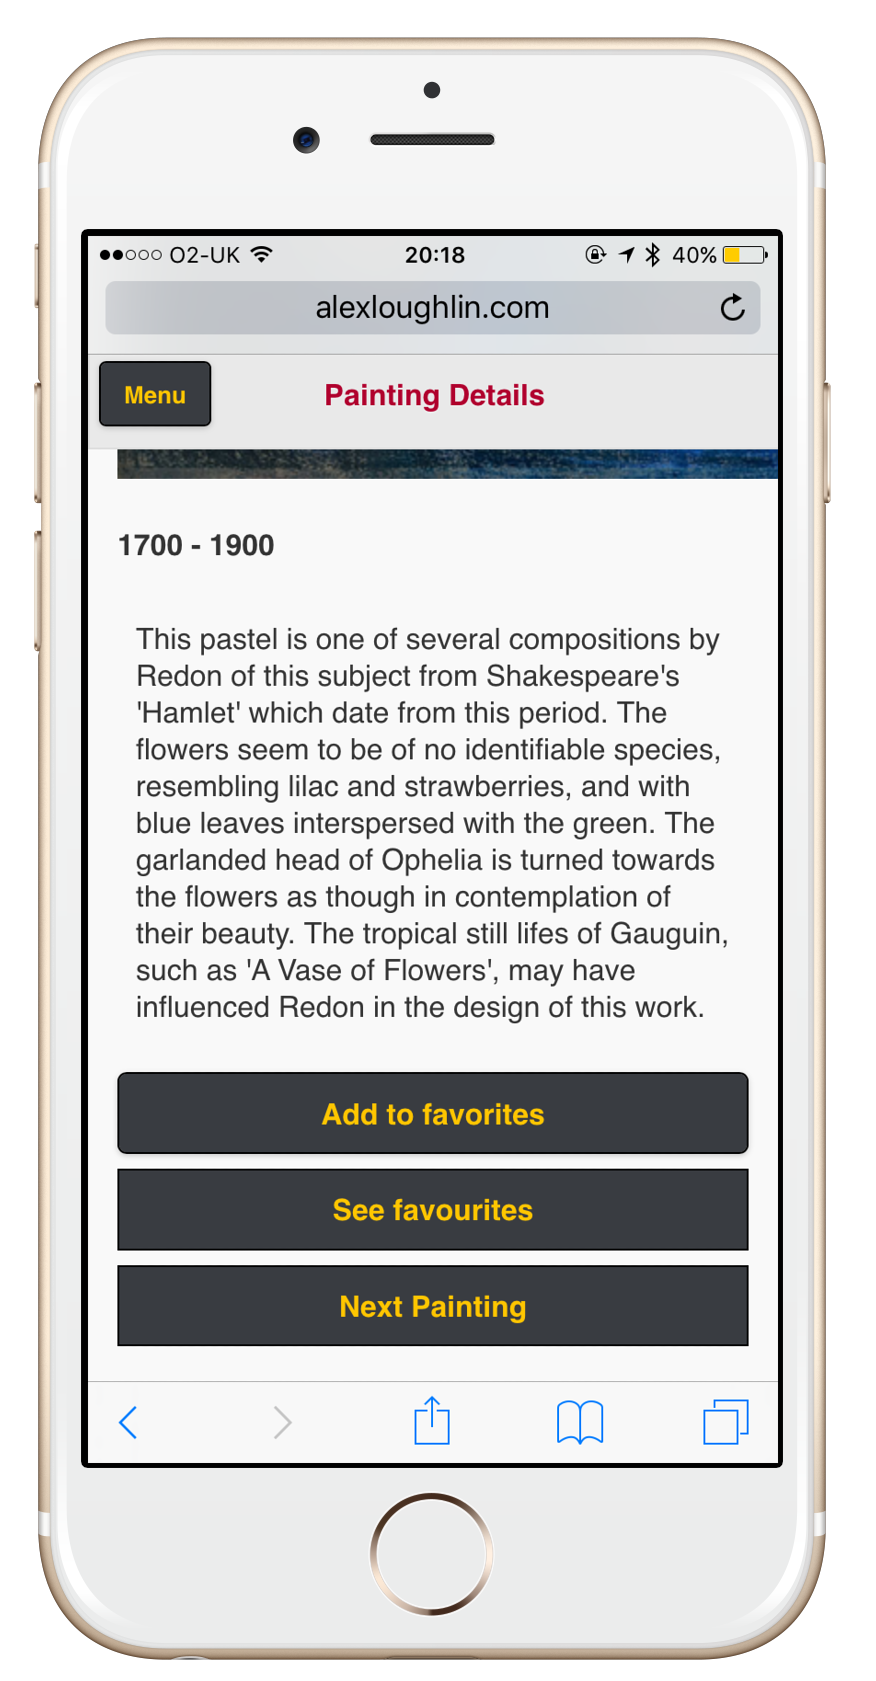 O2-UK 20:18 40%
alexloughlin.com
Menu Painting Details
1700 - 1900
This pastel is one of several compositions by
Redon of this subject from Shakespeare's
'Hamlet' which date from this period. The
flowers seem to be of no identifiable species,
resembling lilac and strawberries, and with
blue leaves interspersed with the green. The
garlanded head of Ophelia is turned towards
the flowers as though in contemplation of
their beauty. The tropical still lifes of Gauguin,
such as 'A Vase of Flowers', may have
influenced Redon in the design of this work.
Add to favorites
See favourites
Next Painting